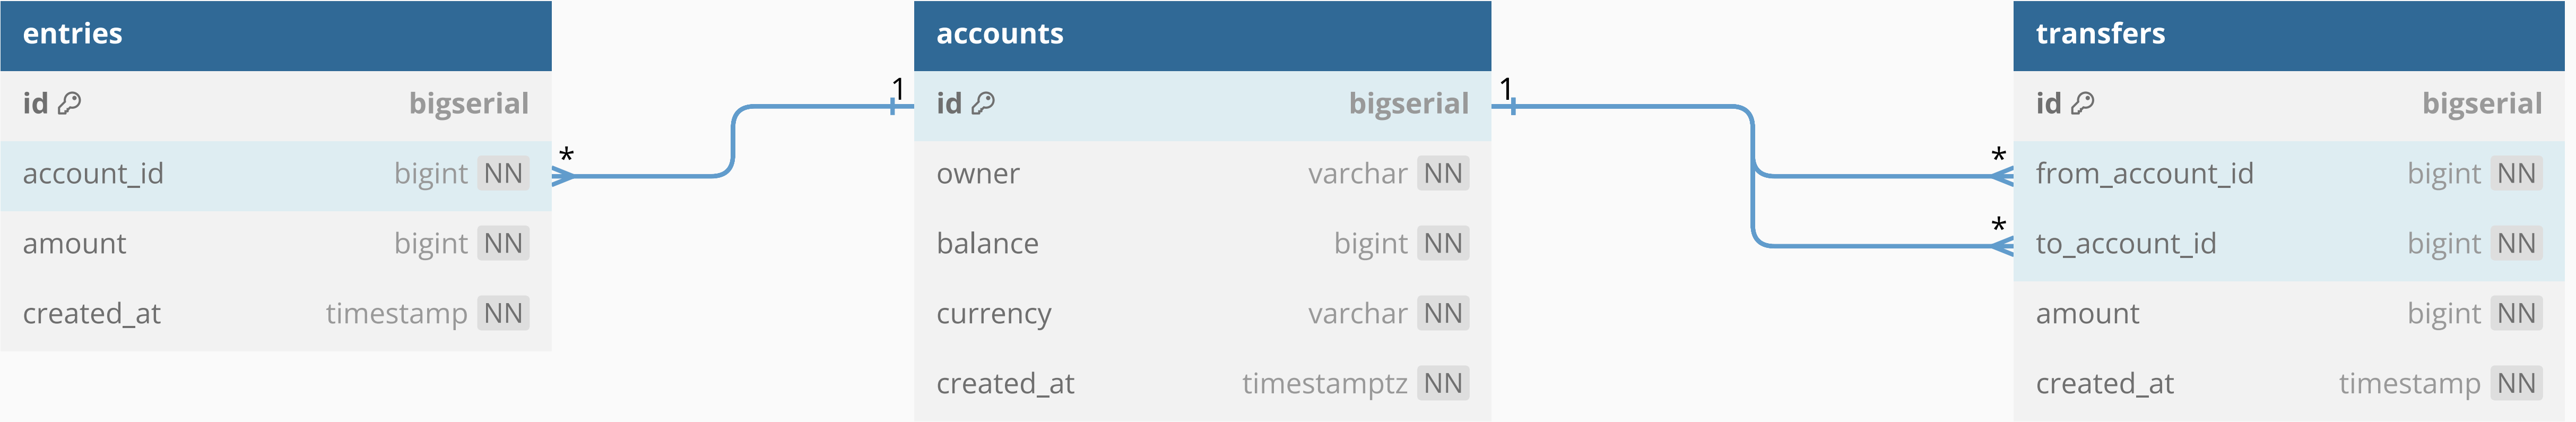 entries
id bigserial
account_id bigint NN
amount bigint NN
created_at timestamp NN
*
1
accounts
id bigserial
owner varchar NN
balance bigint NN
currency varchar NN
created_at timestamptz NN
1
*
*
transfers
id bigserial
from_account_id bigint NN
to_account_id bigint NN
amount bigint NN
created_at timestamp NN